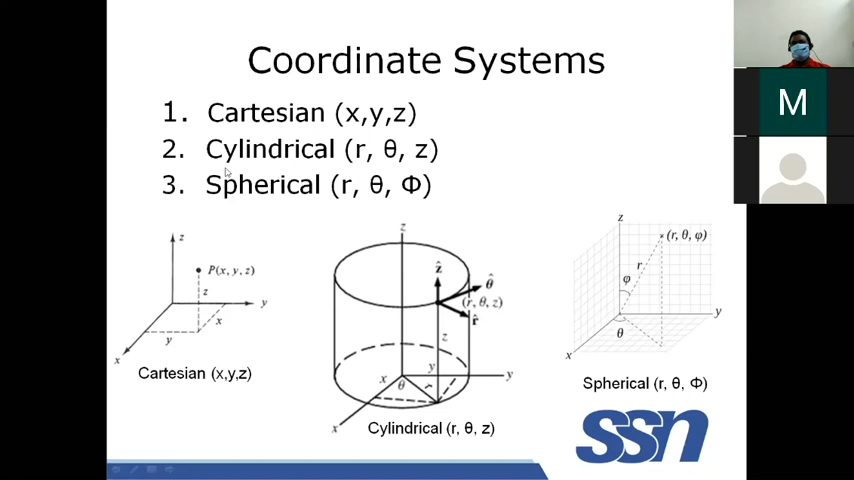 Coordinate Systems
1. Cartesian (x,y,z)
2. Cylindrical (r, θ, z)
3. Spherical (r, θ, Φ)
M
z
P(x, y, z)
z
y
x
y
x
Cartesian (x,y,z)
z
ẑ
θ̂
(r, θ, z)
r̂
z
y
x
θ
r
y
x
Cylindrical (r, θ, z)
z
(r, θ, φ)
r
φ
y
θ
x
Spherical (r, θ, Φ)
ssn